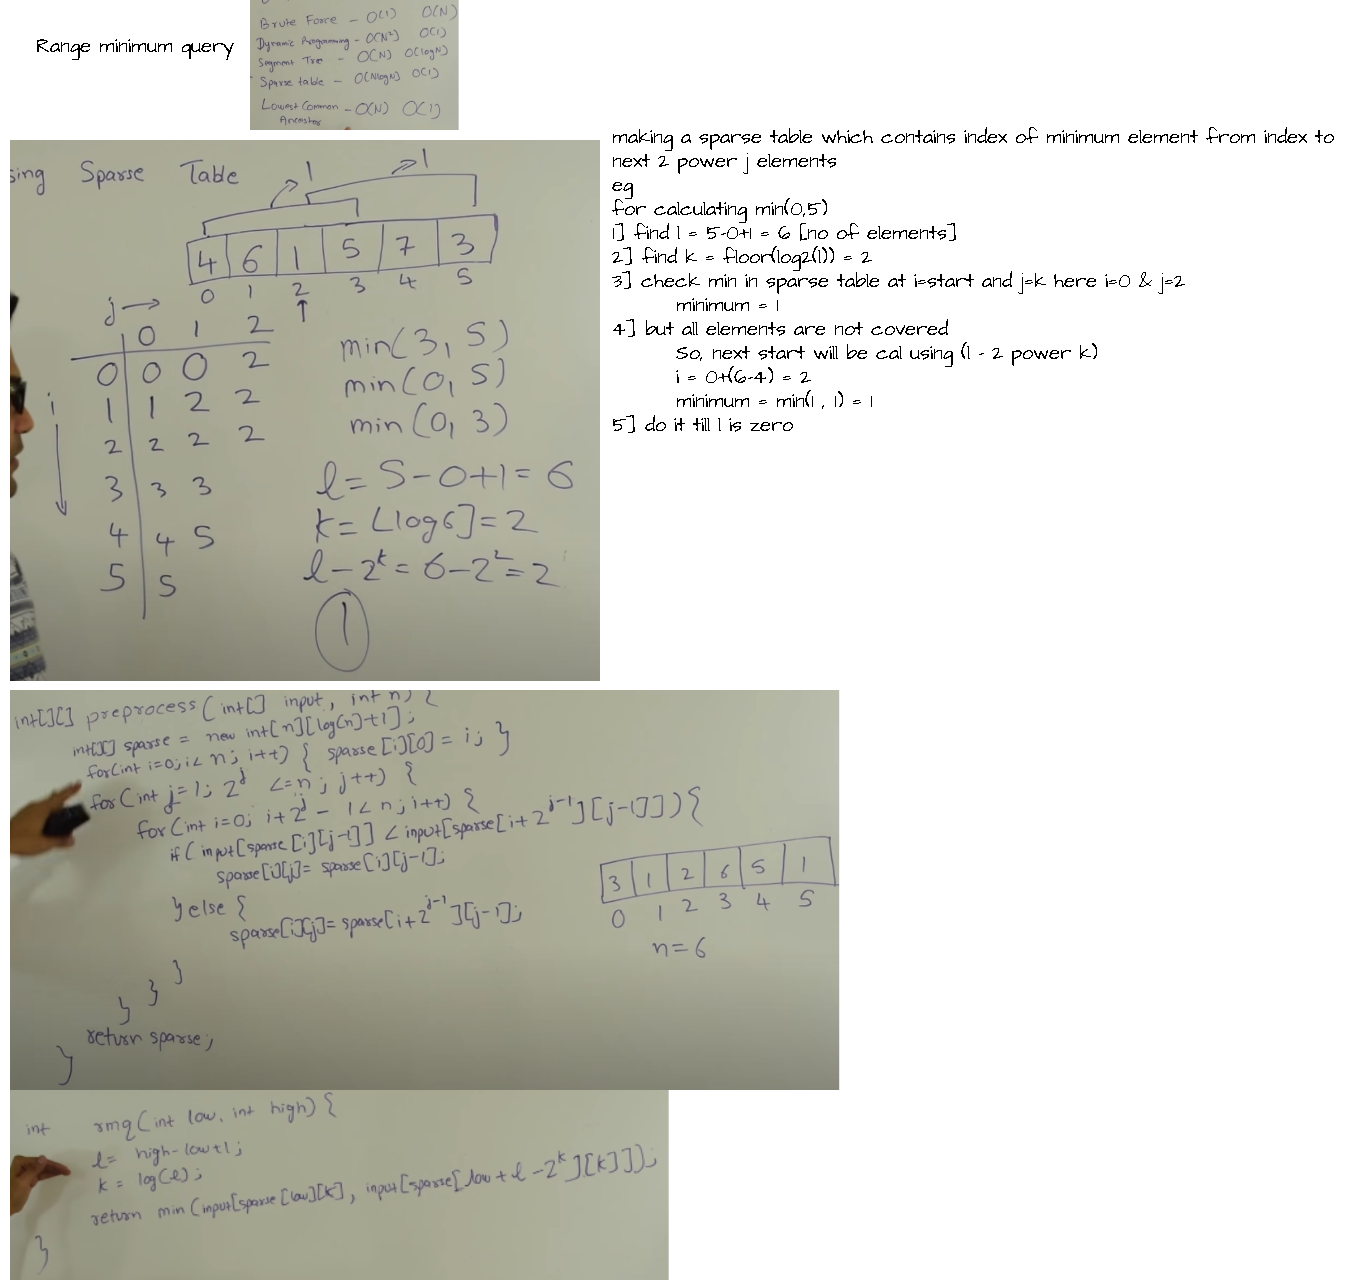 Range minimum query
Brute Force - O(1) O(N)
Dynamic Programming - O(N²) O(1)
Segment Tree - O(N) O(logN)
Sparse table - O(NlogN) O(1)
Lowest Common - O(N) O(1)
Ancestor
sing Sparse Table
1 1
4 6 1 5 7 3
0 1 2 3 4 5
j →
0 1 2
0 0 0 2
i
1 1 2 2
2 2 2 2
3 3 3
4 4 5
5 5
min(3, 5)
min(0, 5)
min(0, 3)
l = 5-0+1 = 6
k = ⌊log6⌋ = 2
l-2^k = 6-2² = 2
1
making a sparse table which contains index of minimum element from index to
next 2 power j elements
eg
for calculating min(0,5)
1] find l = 5-0+1 = 6 [no of elements]
2] find k = floor(log2(l)) = 2
3] check min in sparse table at i=start and j=k here i=0 & j=2
minimum = 1
4] but all elements are not covered
So, next start will be cal using (l - 2 power k)
i = 0+(6-4) = 2
minimum = min(1 , 1) = 1
5] do it till l is zero
int[][] preprocess(int[] input, int n) {
int[][] sparse = new int[n][log(n)+1];
for(int i=0; i< n; i++) { sparse[i][0] = i; }
for(int j=1; 2^j <=n; j++) {
for(int i=0; i+2^j - 1< n; i++) {
if( input[sparse[i][j-1]] < input[sparse[i+2^j-1][j-1]]) {
sparse[i][j]= sparse[i][j-1];
} else {
sparse[i][j]= sparse[i+2^j-1][j-1];
}
}
}
return sparse;
}
3 1 2 6 5 1
0 1 2 3 4 5
n=6
int rmq(int low, int high) {
l= high-low+1;
k = log(l);
return min(input[sparse[low][k], input[sparse[low+l-2^k][k]]);
}